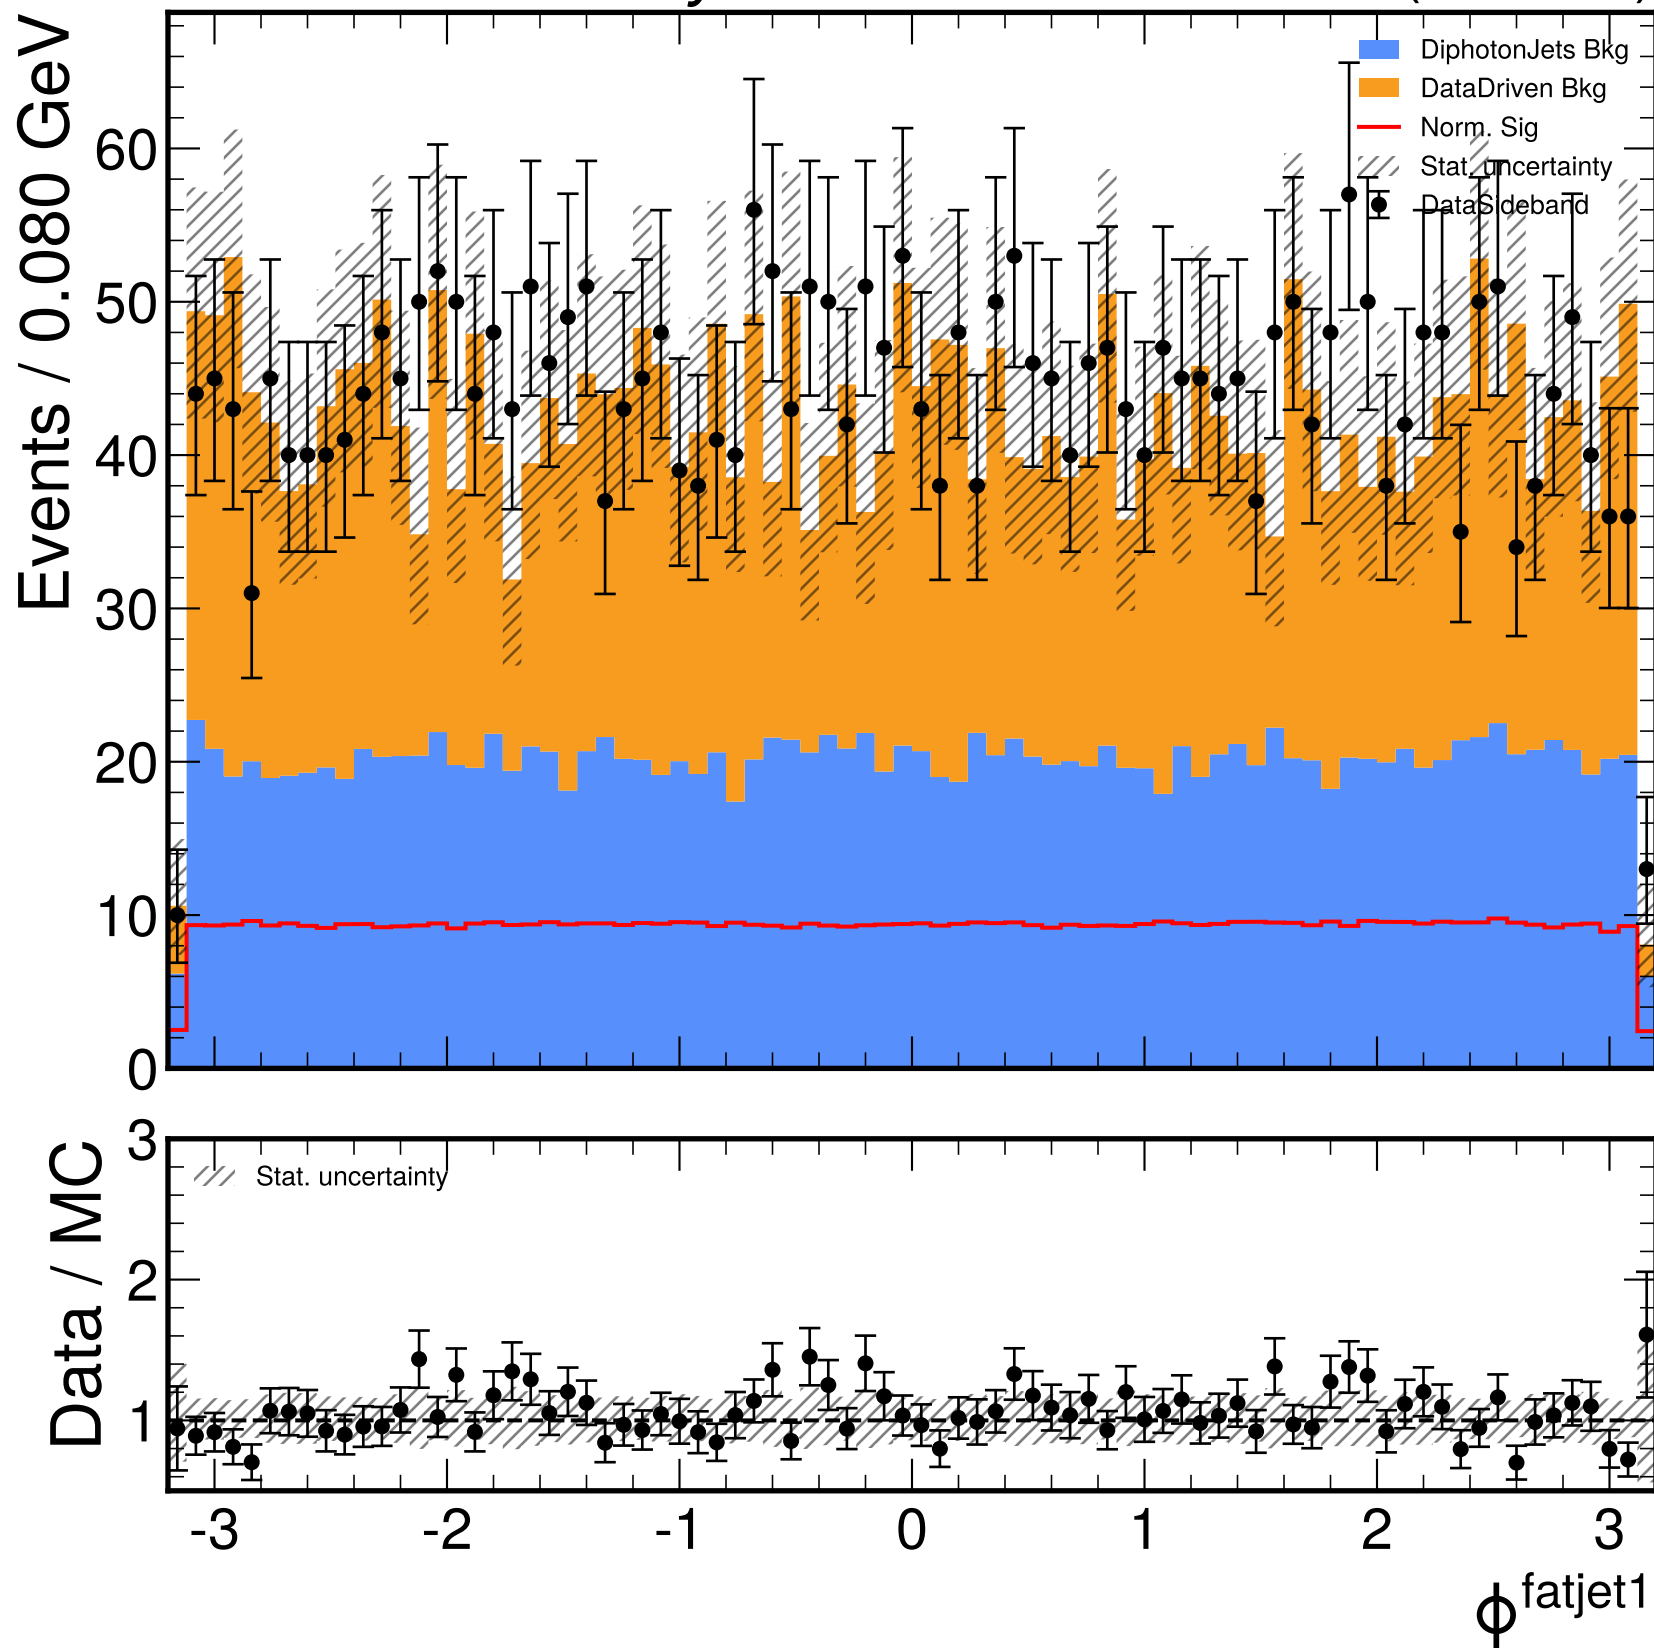 DiphotonJets Bkg
DataDriven Bkg
Norm. Sig
Stat. uncertainty
DataSideband
Events / 0.080 GeV
60
50
40
30
20
10
0
Data / MC
3
2
1
Stat. uncertainty
-3 -2 -1 0 1 2 3
ϕ fatjet1